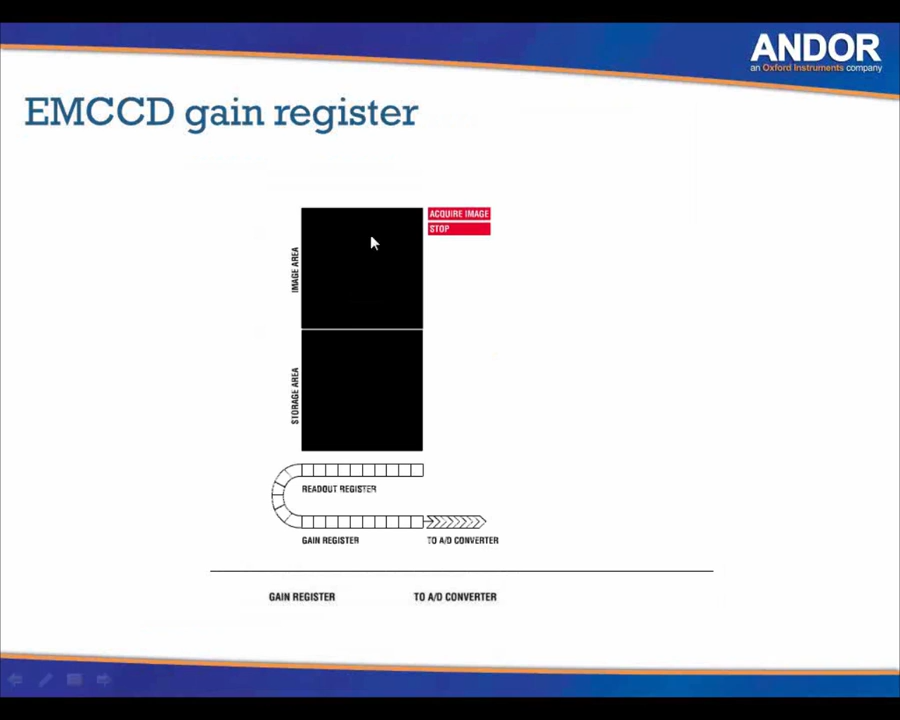 ANDOR
an Oxford Instruments company
EMCCD gain register
ACQUIRE IMAGE
STOP
IMAGE AREA
STORAGE AREA
READOUT REGISTER
GAIN REGISTER
TO A/D CONVERTER
GAIN REGISTER
TO A/D CONVERTER